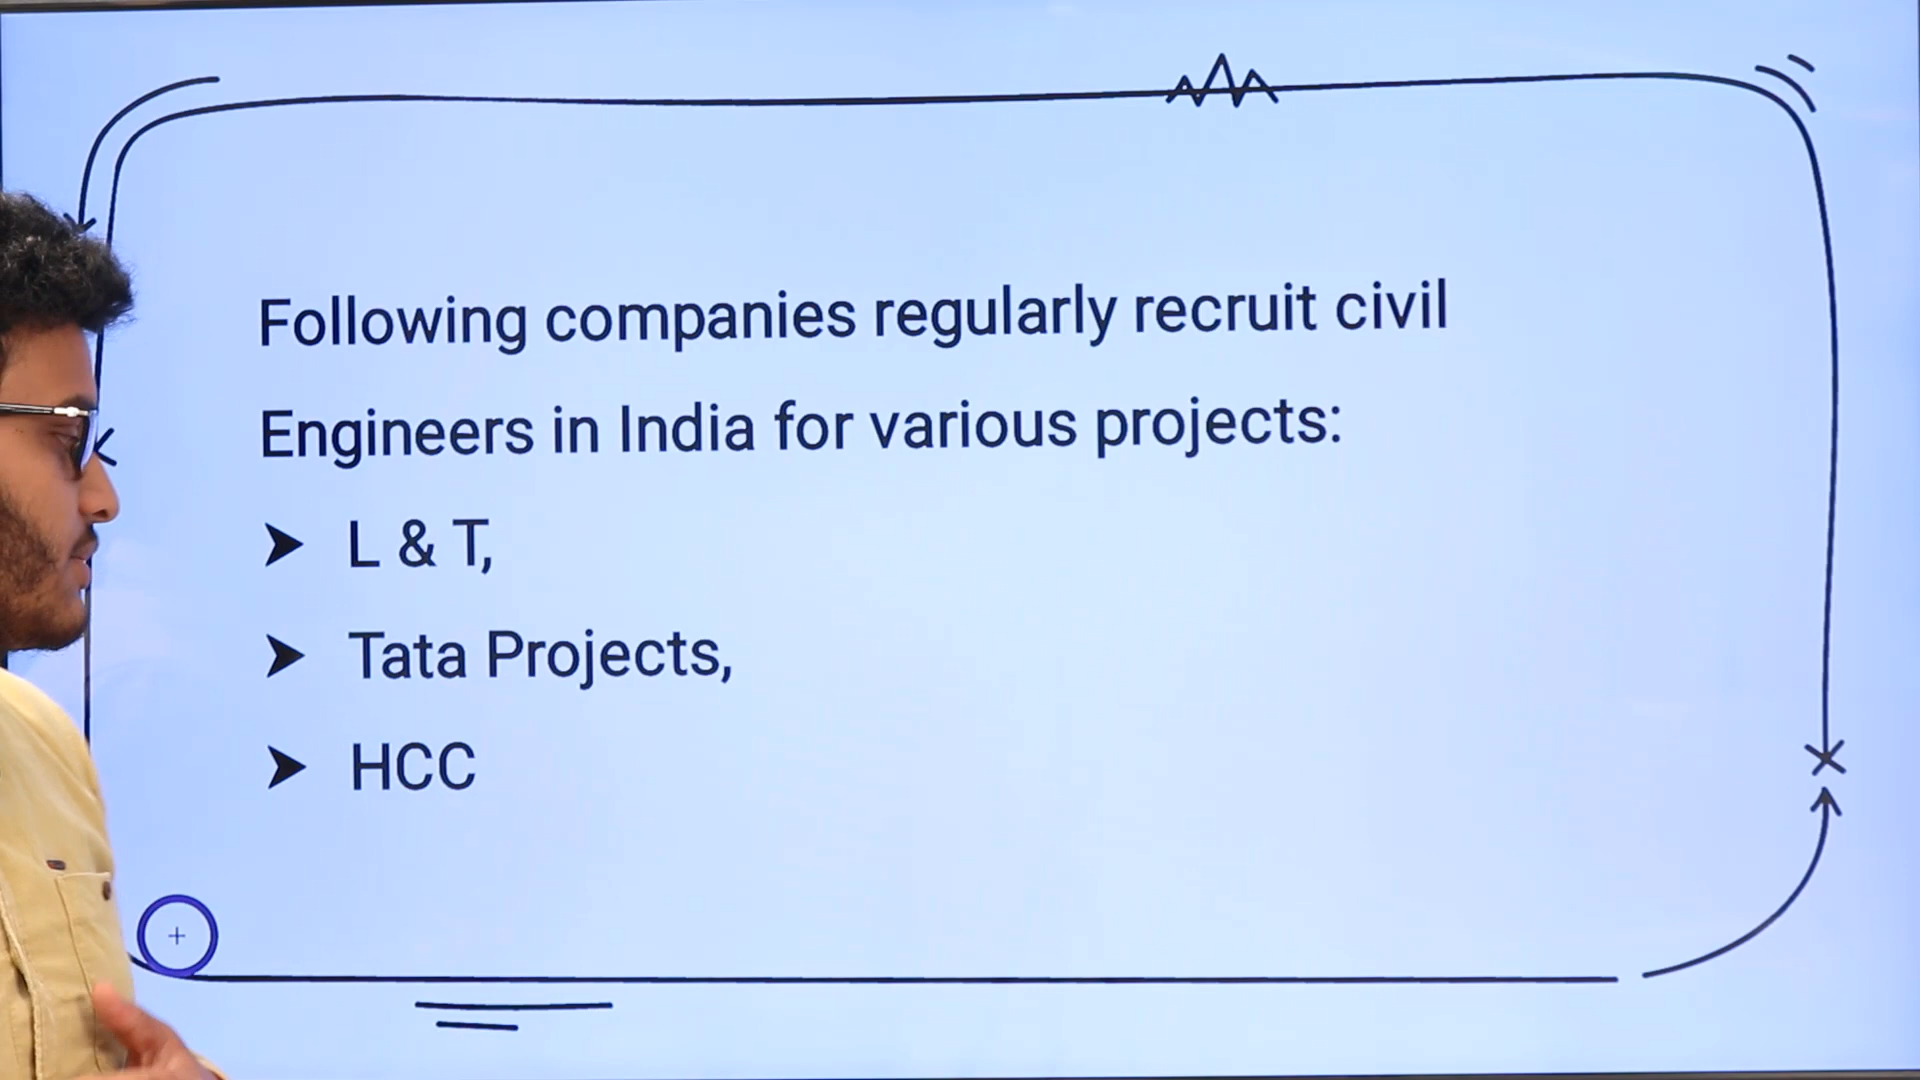 Following companies regularly recruit civil
Engineers in India for various projects:
➤ L & T,
➤ Tata Projects,
➤ HCC